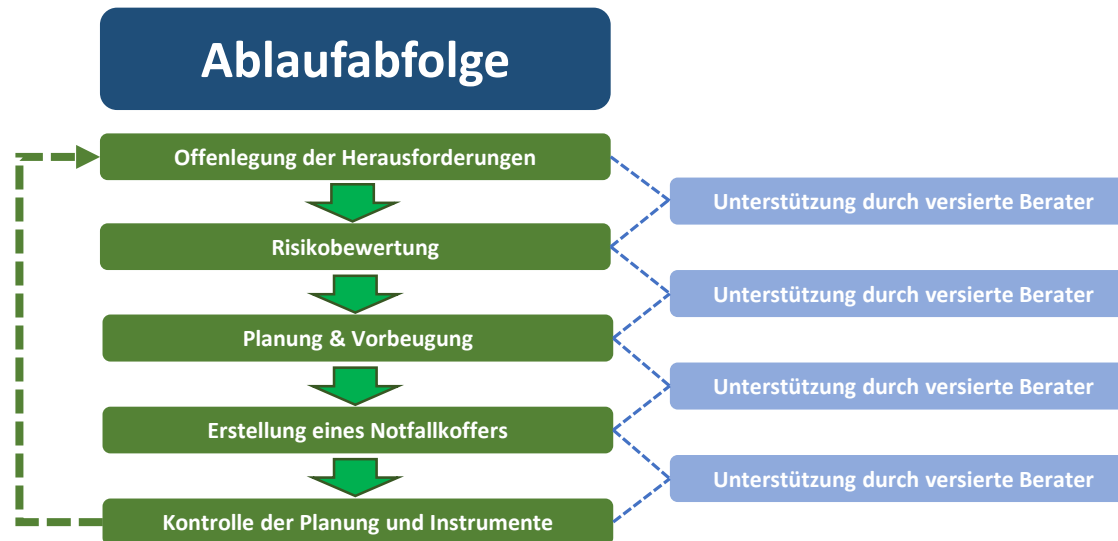 Ablaufabfolge
Offenlegung der Herausforderungen
Unterstützung durch versierte Berater
Risikobewertung
Unterstützung durch versierte Berater
Planung & Vorbeugung
Unterstützung durch versierte Berater
Erstellung eines Notfallkoffers
Unterstützung durch versierte Berater
Kontrolle der Planung und Instrumente